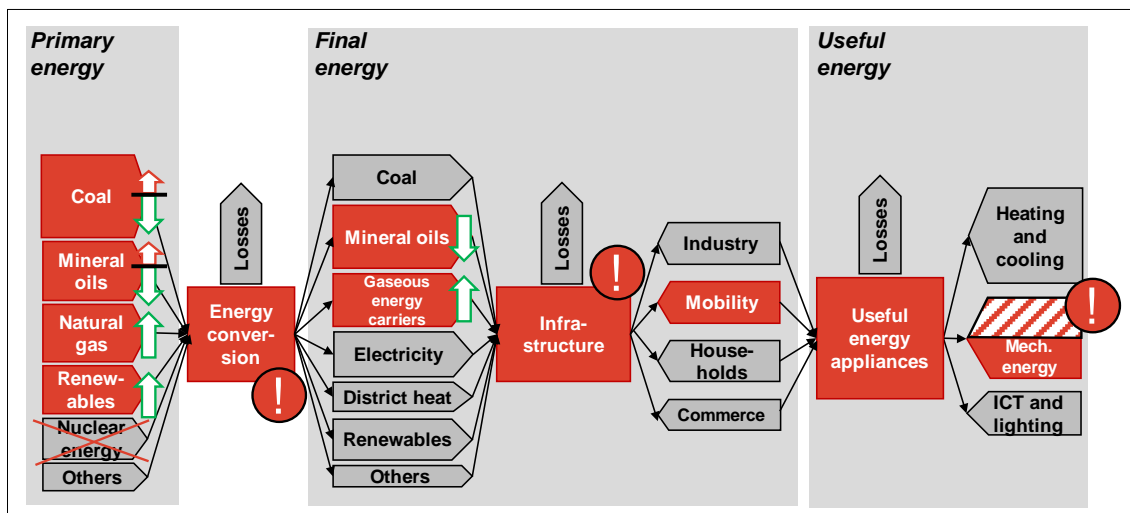 Primary
energy
Coal
Mineral
oils
Natural
gas
Renew-
ables
Nuclear
energy
Others
Losses
Energy
conver-
sion
!
Final
energy
Coal
Mineral oils
Gaseous
energy
carriers
Electricity
District heat
Renewables
Others
Losses
!
Infra-
structure
Industry
Mobility
House-
holds
Commerce
Useful
energy
Losses
Useful
energy
appliances
Heating
and
cooling
!
Mech.
energy
ICT and
lighting